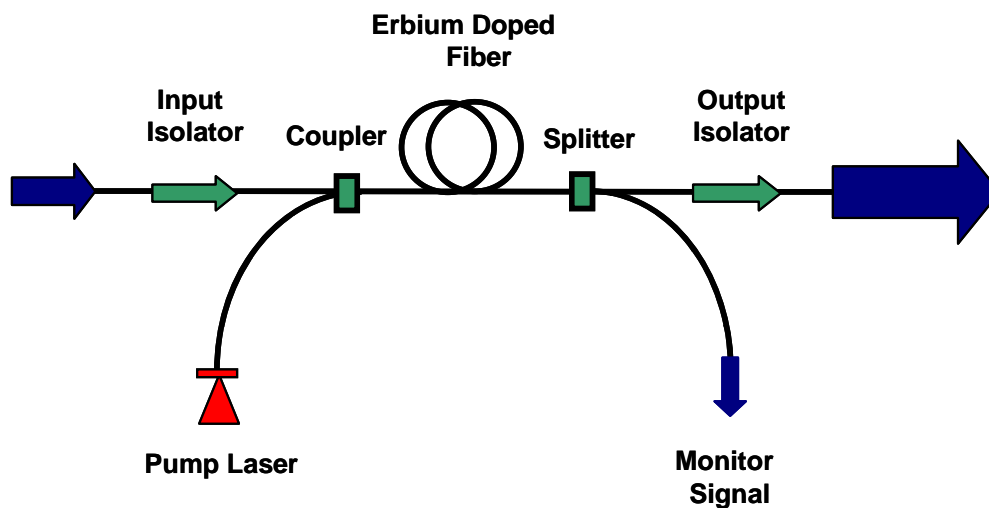 Erbium Doped
Fiber
Input
Isolator
Coupler
Splitter
Output
Isolator
Pump Laser
Monitor
Signal